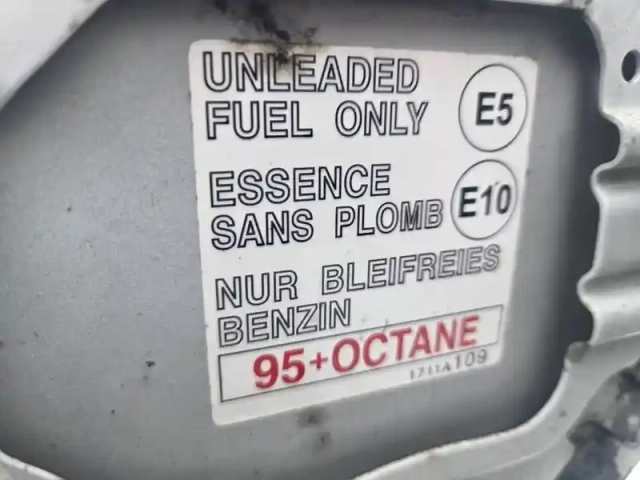 UNLEADED
FUEL ONLY
E5
ESSENCE
SANS PLOMB
E10
NUR BLEIFREIES
BENZIN
95+OCTANE
1711A109